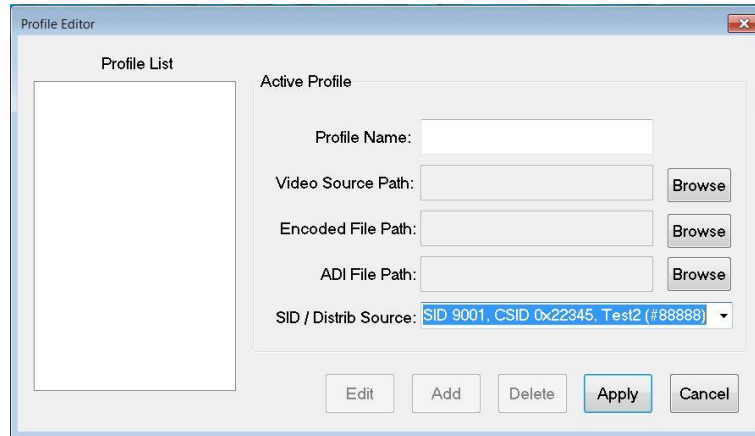 Profile Editor
Profile List
Active Profile
Profile Name:
Video Source Path:
Browse
Encoded File Path:
Browse
ADI File Path:
Browse
SID / Distrib Source:
SID 9001, CSID 0x22345, Test2 (#88888)
Edit
Add
Delete
Apply
Cancel